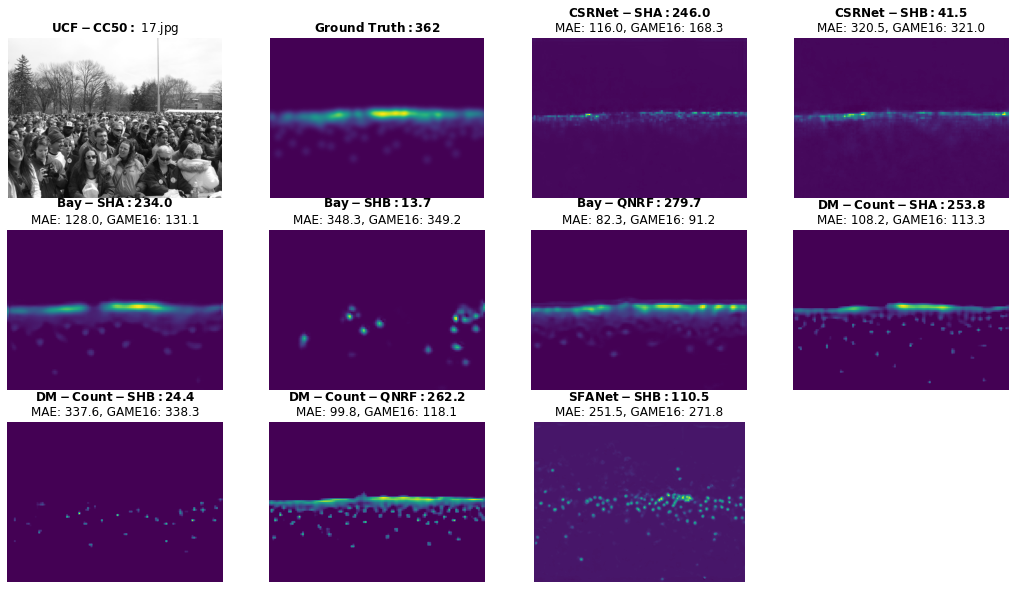 UCF − CC50 : 17.jpg
Ground Truth : 362
CSRNet − SHA : 246.0
MAE: 116.0, GAME16: 168.3
CSRNet − SHB : 41.5
MAE: 320.5, GAME16: 321.0
Bay − SHA : 234.0
MAE: 128.0, GAME16: 131.1
Bay − SHB : 13.7
MAE: 348.3, GAME16: 349.2
Bay − QNRF : 279.7
MAE: 82.3, GAME16: 91.2
DM − Count − SHA : 253.8
MAE: 108.2, GAME16: 113.3
DM − Count − SHB : 24.4
MAE: 337.6, GAME16: 338.3
DM − Count − QNRF : 262.2
MAE: 99.8, GAME16: 118.1
SFANet − SHB : 110.5
MAE: 251.5, GAME16: 271.8